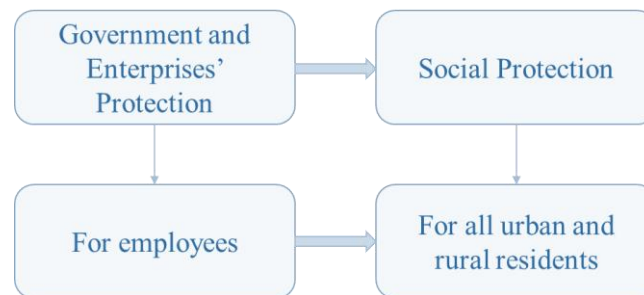 Government and
Enterprises’
Protection
Social Protection
For employees
For all urban and
rural residents